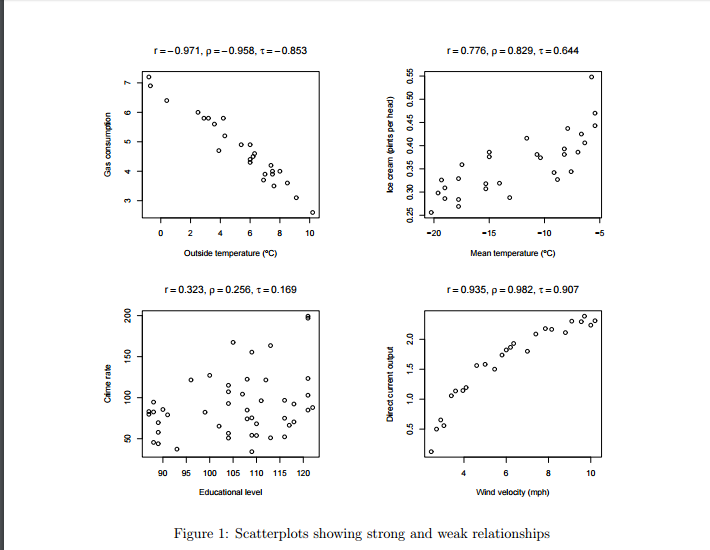 r = −0.971, ρ = −0.958, τ = −0.853
Gas consumption
7
6
5
4
3
0 2 4 6 8 10
Outside temperature (ºC)
r = 0.776, ρ = 0.829, τ = 0.644
Ice cream (pints per head)
0.55
0.50
0.45
0.40
0.35
0.30
0.25
−20 −15 −10 −5
Mean temperature (ºC)
r = 0.323, ρ = 0.256, τ = 0.169
Crime rate
200
150
100
50
90 95 100 105 110 115 120
Educational level
r = 0.935, ρ = 0.982, τ = 0.907
Direct current output
2.0
1.5
1.0
0.5
4 6 8 10
Wind velocity (mph)
Figure 1: Scatterplots showing strong and weak relationships